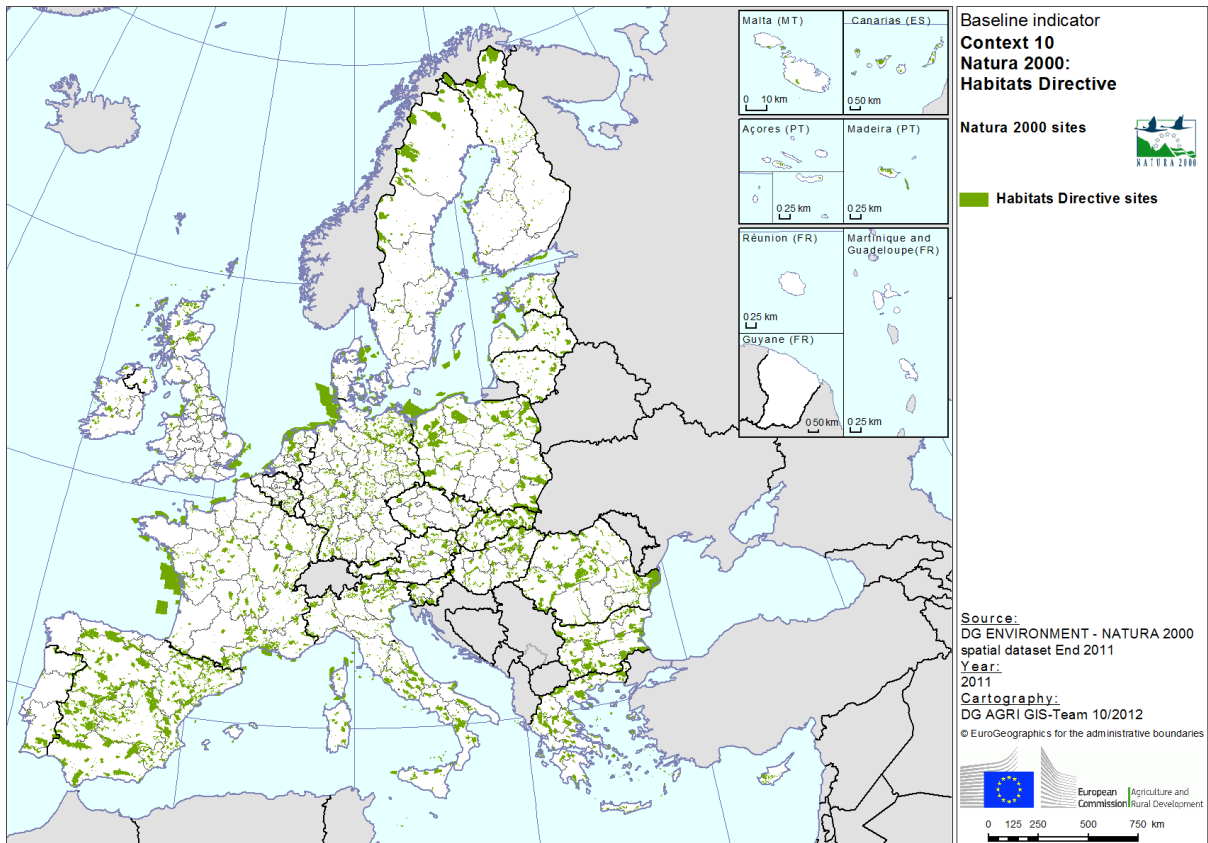 Malta (MT)
0 10 km
Canarias (ES)
0 50 km
Açores (PT)
0 25 km
Madeira (PT)
0 25 km
Réunion (FR)
0 25 km
Martinique and
Guadeloupe(FR)
0 25 km
Guyane (FR)
0 50 km
Baseline indicator
Context 10
Natura 2000:
Habitats Directive
Natura 2000 sites
NATURA 2000
Habitats Directive sites
Source:
DG ENVIRONMENT - NATURA 2000
spatial dataset End 2011
Year:
2011
Cartography:
DG AGRI GIS-Team 10/2012
© EuroGeographics for the administrative boundaries
European
Commission
Agriculture and
Rural Development
0 125 250 500 750 km